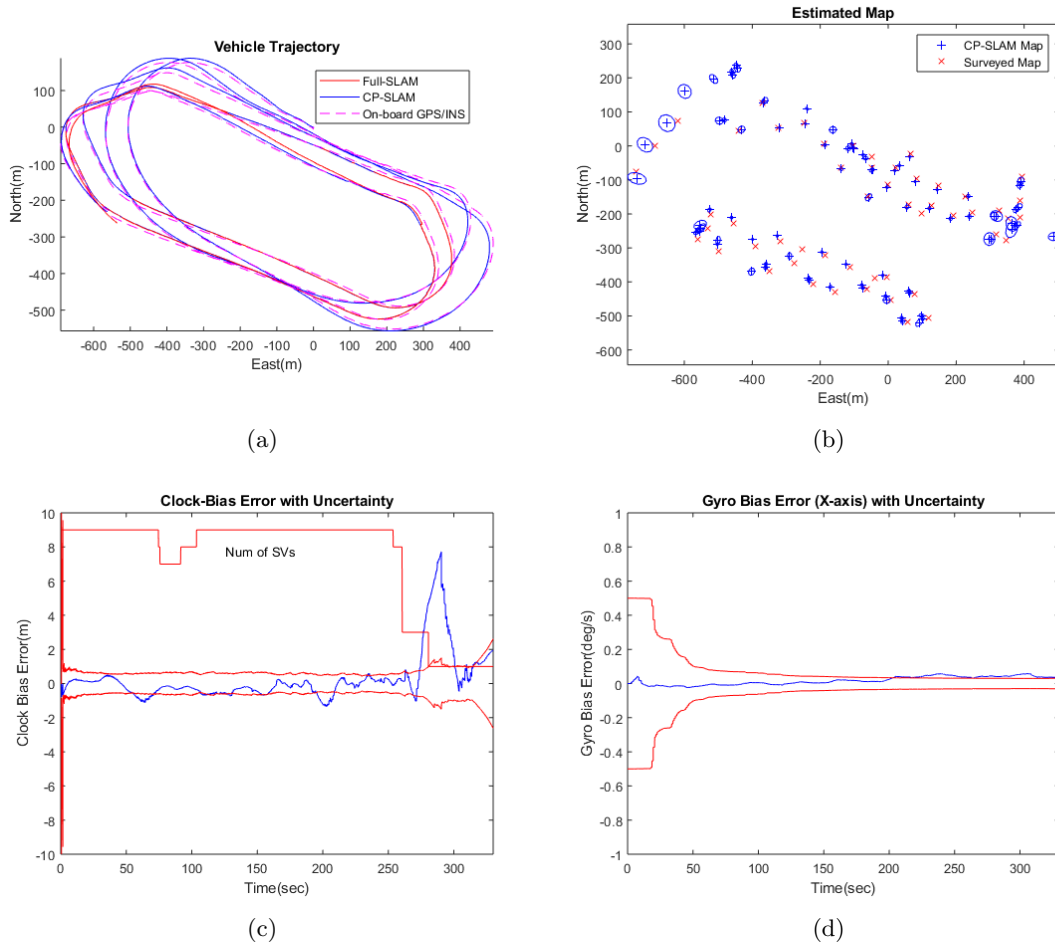 Vehicle Trajectory
Full-SLAM
CP-SLAM
On-board GPS/INS
100
0
-100
-200
-300
-400
-500
North(m)
-600 -500 -400 -300 -200 -100 0 100 200 300 400
East(m)
(a)
Estimated Map
CP-SLAM Map
Surveyed Map
300
200
100
0
-100
-200
-300
-400
-500
-600
North(m)
-600 -400 -200 0 200 400
East(m)
(b)
Clock-Bias Error with Uncertainty
Num of SVs
10
8
6
4
2
0
-2
-4
-6
-8
-10
Clock Bias Error(m)
0 50 100 150 200 250 300
Time(sec)
(c)
Gyro Bias Error (X-axis) with Uncertainty
1
0.8
0.6
0.4
0.2
0
0.2
0.4
0.6
0.8
-1
Gyro Bias Error(deg/s)
0 50 100 150 200 250 300
Time(sec)
(d)